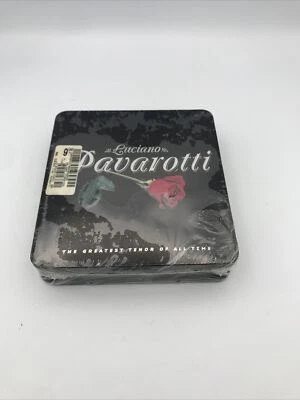 Luciano
Pavarotti
THE GREATEST TENOR OF ALL TIME